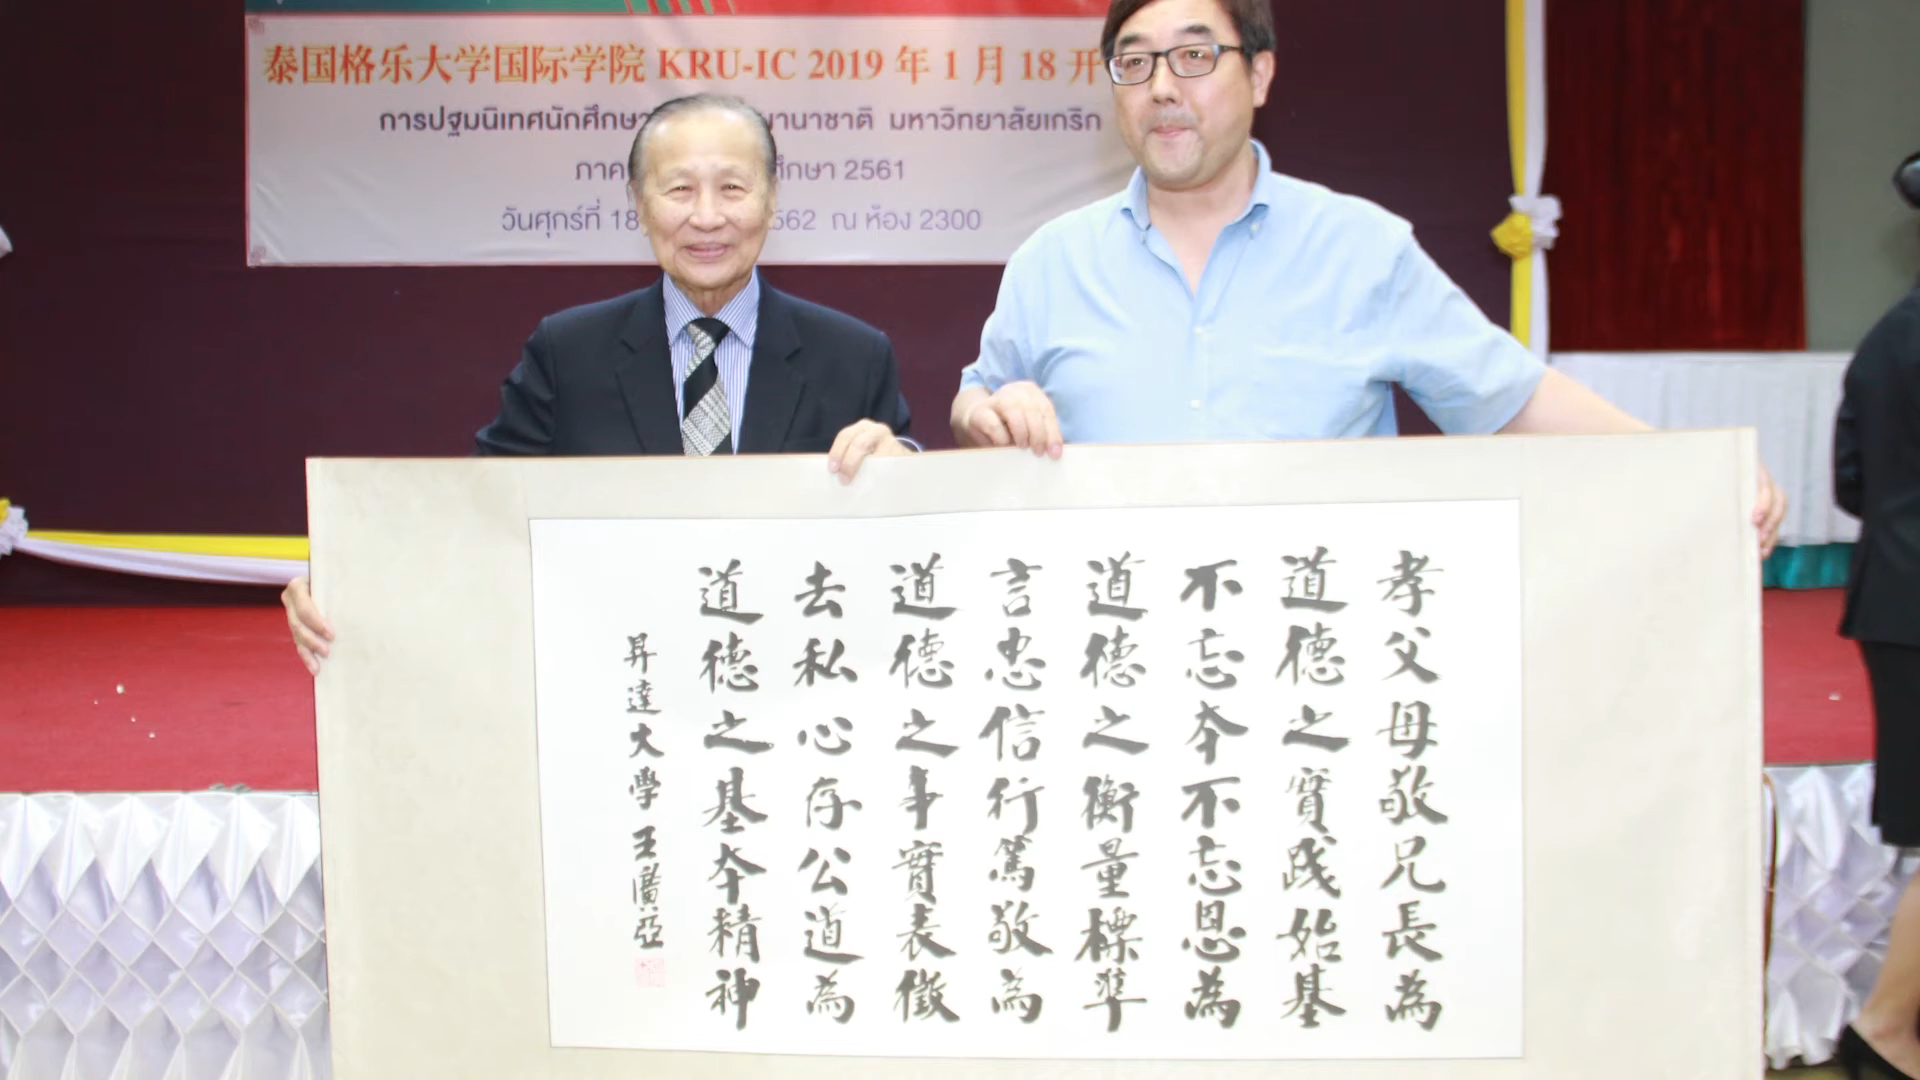 泰国格乐大学国际学院 KRU-IC 2019 年 1 月 18 开
การปฐมนิเทศนักศึกษา นานาชาติ มหาวิทยาลัยเกริก
ภาค ศึกษา 2561
วันศุกร์ที่ 18 2562 ณ ห้อง 2300
孝父母敬兄長為
道德之實踐始基
不忘本不忘恩為
道德之衡量標準
言忠信行篤敬為
道德之事實表徵
去私心存公道為
道德之基本精神
昇達大學 王廣亞